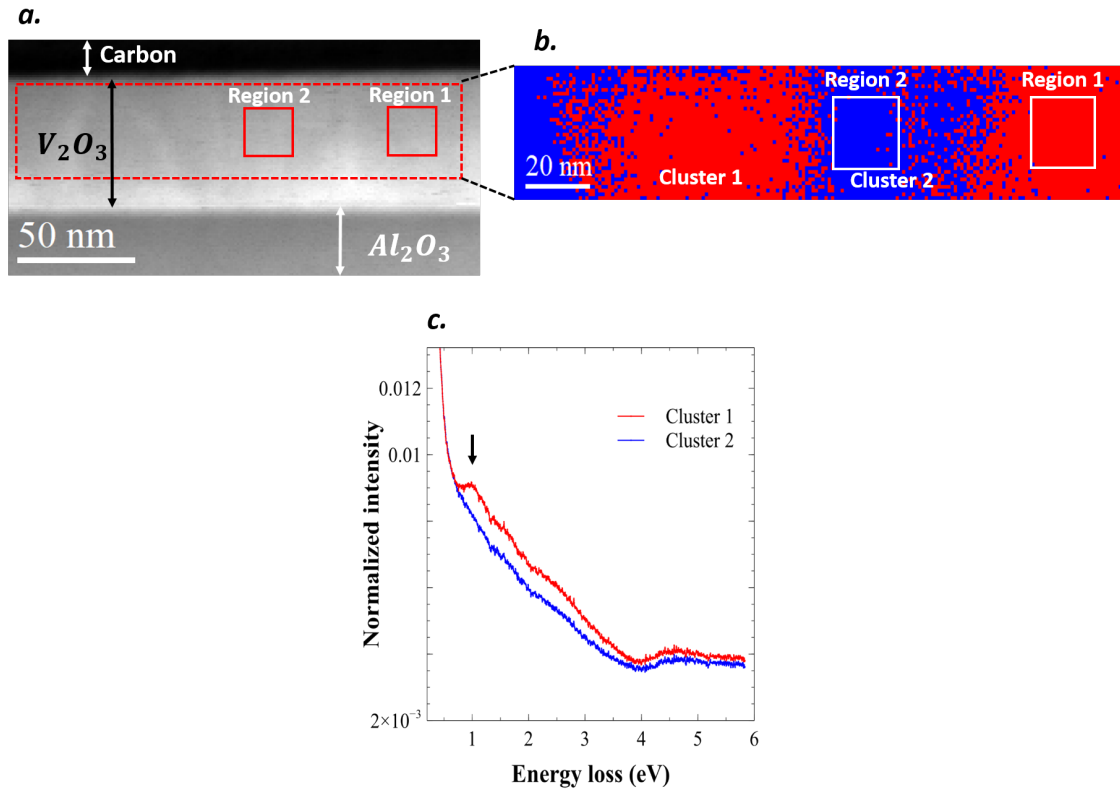 a.
Carbon
Region 2
Region 1
V₂O₃
50 nm
Al₂O₃
b.
Region 2
Region 1
20 nm
Cluster 1
Cluster 2
c.
0.012
0.01
2×10⁻³
Normalized intensity
Cluster 1
Cluster 2
1 2 3 4 5 6
Energy loss (eV)